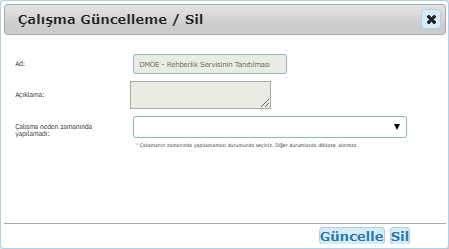 Çalışma Güncelleme / Sil
Ad:
DMÖE - Rehberlik Servisinin Tanıtılması
Açıklama:
Çalışma neden zamanında
yapılamadı:
* Çalışmanın zamanında yapılamaması durumunda seçiniz. Diğer durumlarda dikkate alınmaz.
Güncelle Sil